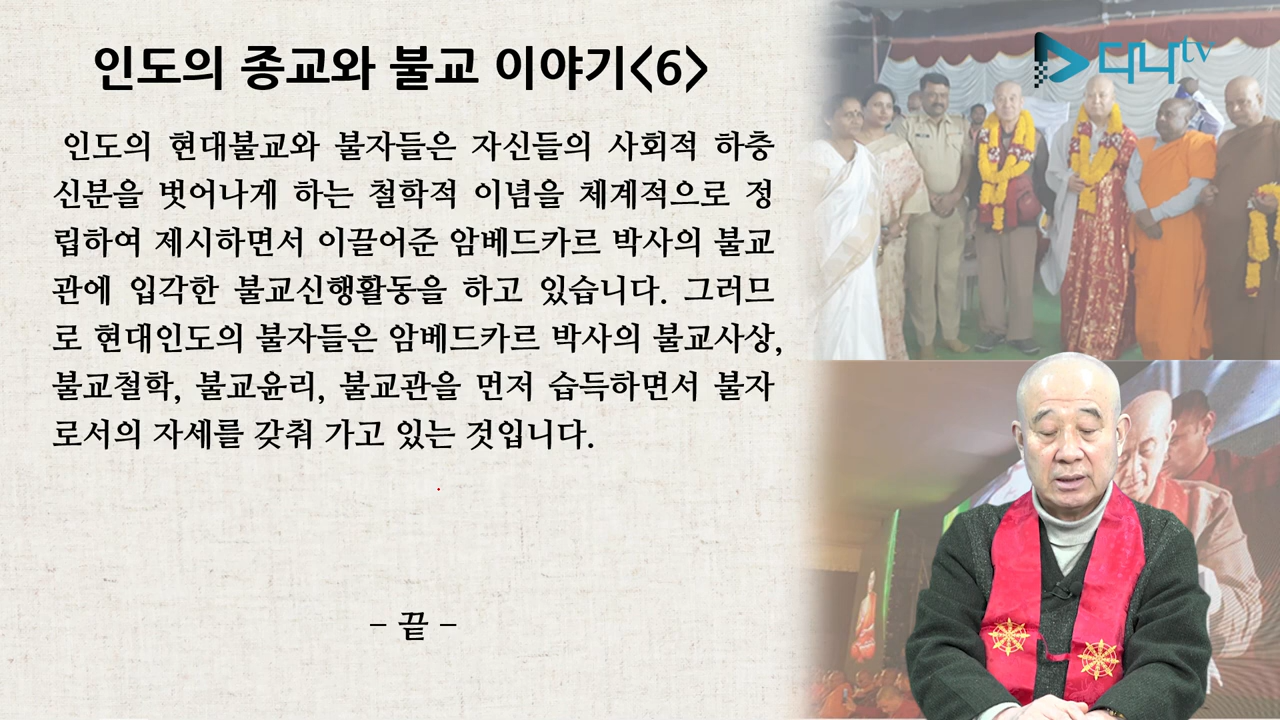 인도의 종교와 불교 이야기<6>
다나tv
인도의 현대불교와 불자들은 자신들의 사회적 하층
신분을 벗어나게 하는 철학적 이념을 체계적으로 정
립하여 제시하면서 이끌어준 암베드카르 박사의 불교
관에 입각한 불교신행활동을 하고 있습니다. 그러므
로 현대인도의 불자들은 암베드카르 박사의 불교사상,
불교철학, 불교윤리, 불교관을 먼저 습득하면서 불자
로서의 자세를 갖춰 가고 있는 것입니다.
– 끝 –